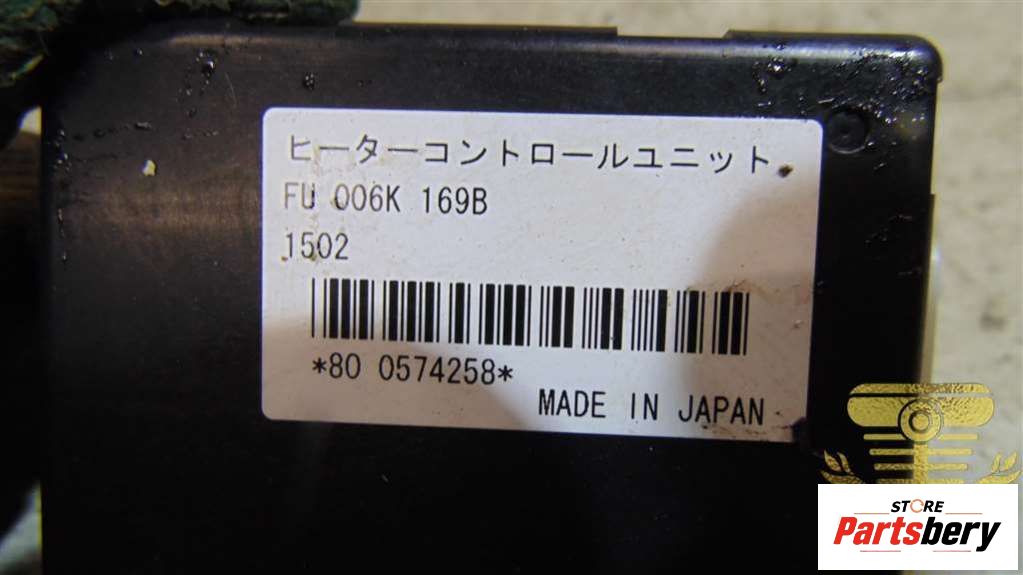 ヒーターコントロールユニット
FU 006K 169B
1502
*80 0574258*
MADE IN JAPAN
STORE
Partsbery